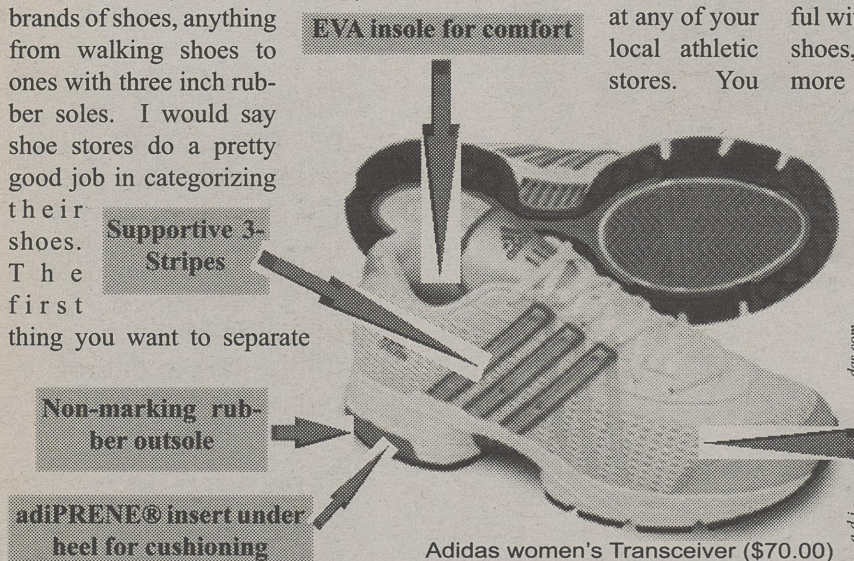 brands of shoes, anything
from walking shoes to
ones with three inch rub-
ber soles. I would say
shoe stores do a pretty
good job in categorizing
their
shoes.
The
first
thing you want to separate
EVA insole for comfort
Supportive 3-
Stripes
Non-marking rub-
ber outsole
adiPRENE® insert under
heel for cushioning
at any of your
local athletic
stores. You
shoes,
more
Adidas women's Transceiver ($70.00)